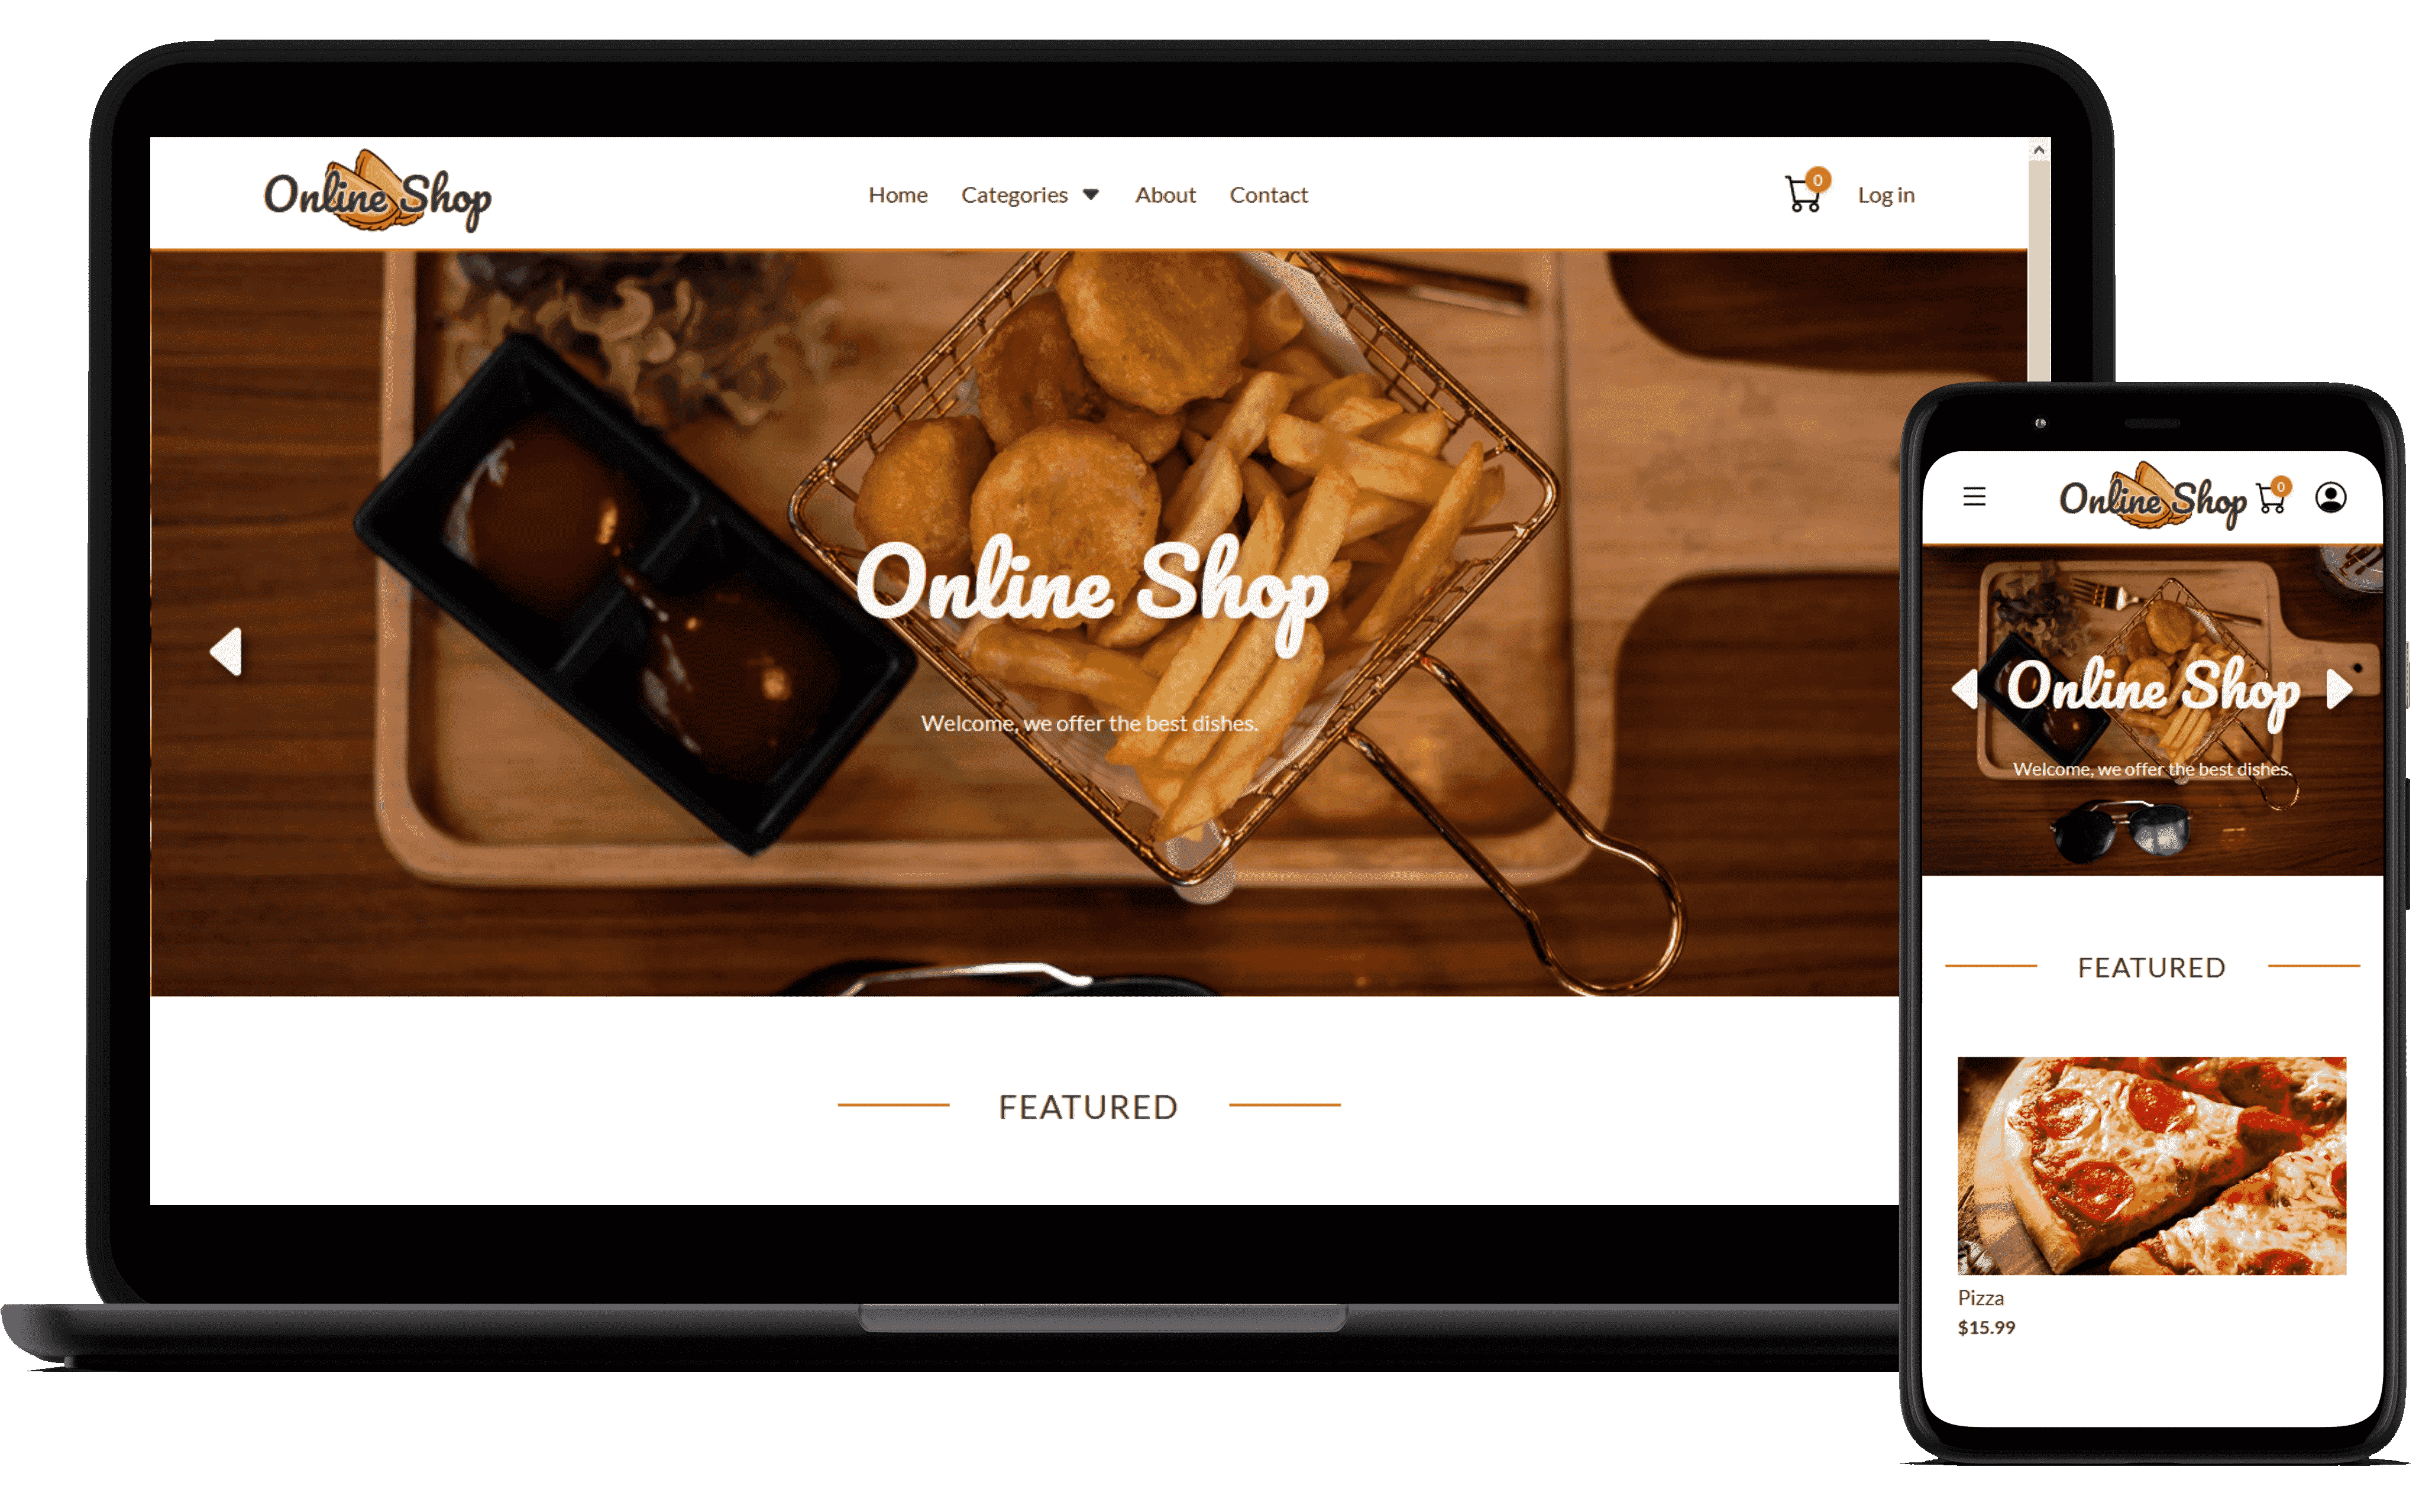 Online Shop
Home Categories About Contact
0
Log in
Online Shop
Welcome, we offer the best dishes.
FEATURED
Online Shop
0
Online Shop
Welcome, we offer the best dishes.
FEATURED
Pizza
$15.99